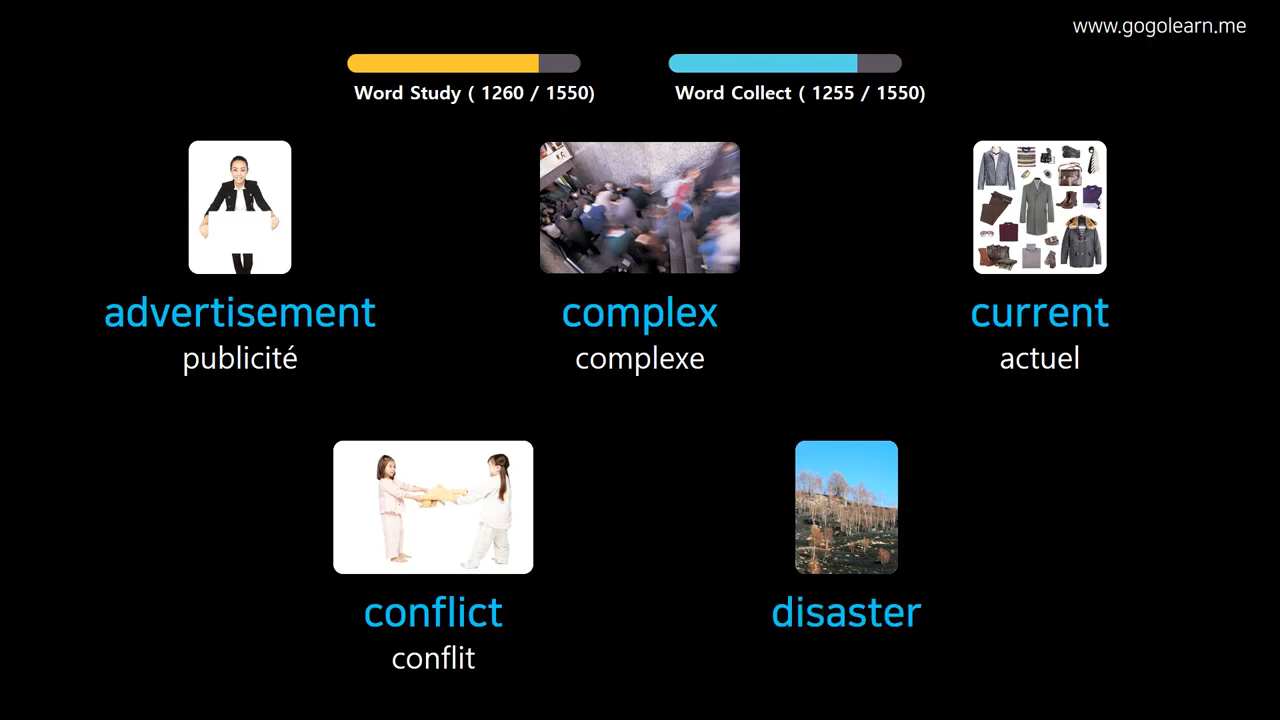 www.gogolearn.me
Word Study ( 1260 / 1550)
Word Collect ( 1255 / 1550)
advertisement
publicité
complex
complexe
current
actuel
conflict
conflit
disaster